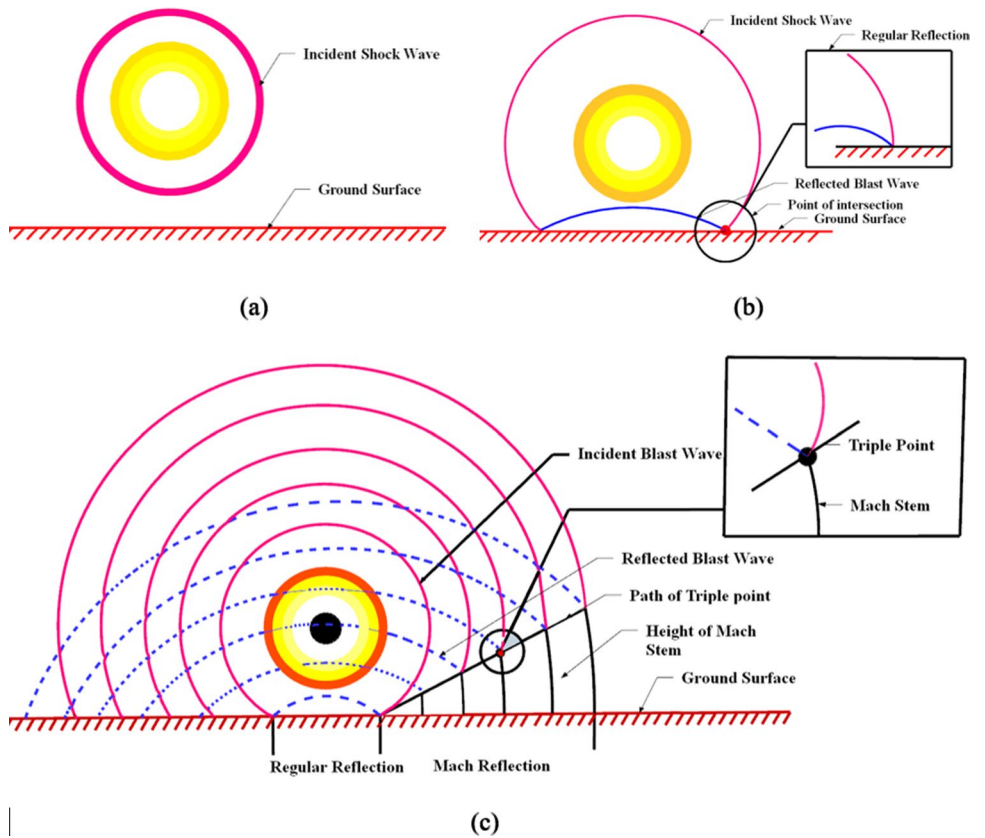 Incident Shock Wave
Ground Surface
(a)
Incident Shock Wave
Regular Reflection
Reflected Blast Wave
Point of intersection
Ground Surface
(b)
Triple Point
Mach Stem
Incident Blast Wave
Reflected Blast Wave
Path of Triple point
Height of Mach
Stem
Ground Surface
Regular Reflection
Mach Reflection
(c)